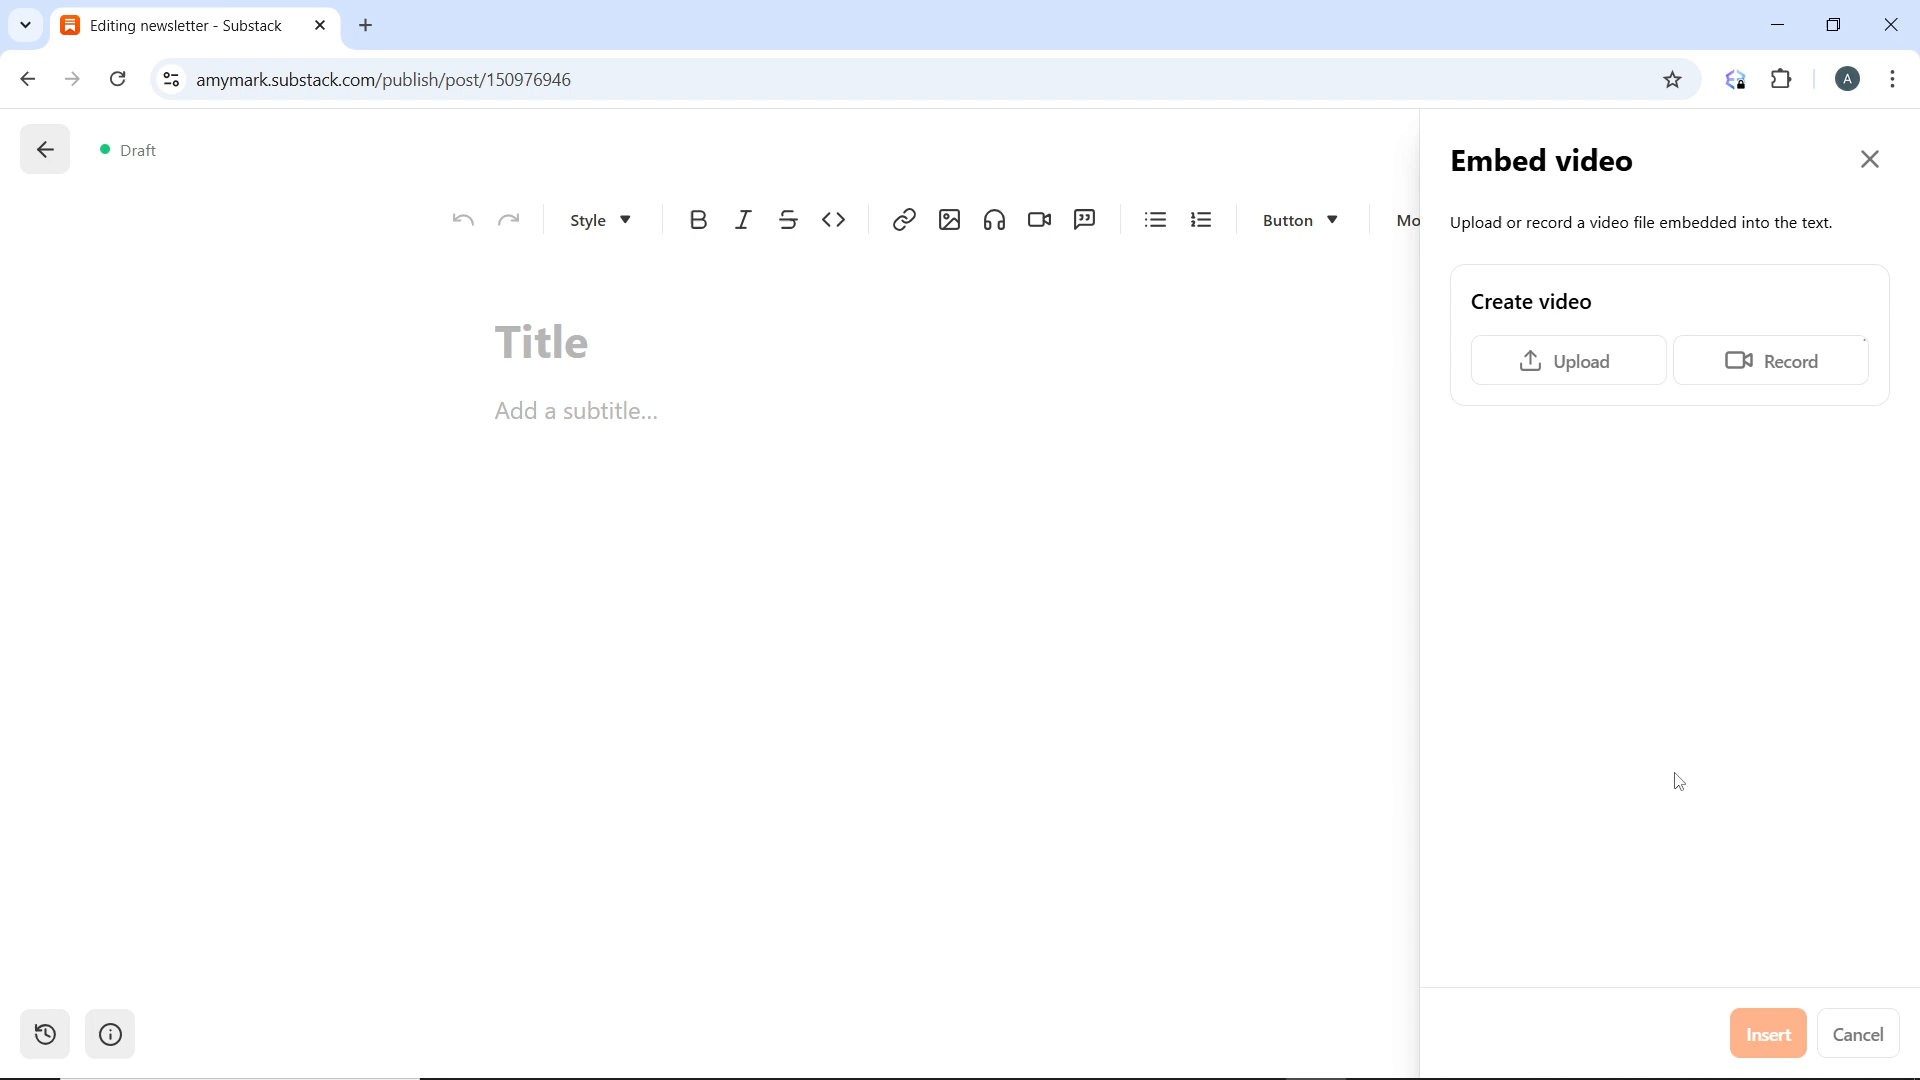 Editing newsletter - Substack
amymark.substack.com/publish/post/150976946
A
Draft
Style
Button
Mo
Title
Add a subtitle...
Embed video
Upload or record a video file embedded into the text.
Create video
Upload
Record
Insert
Cancel